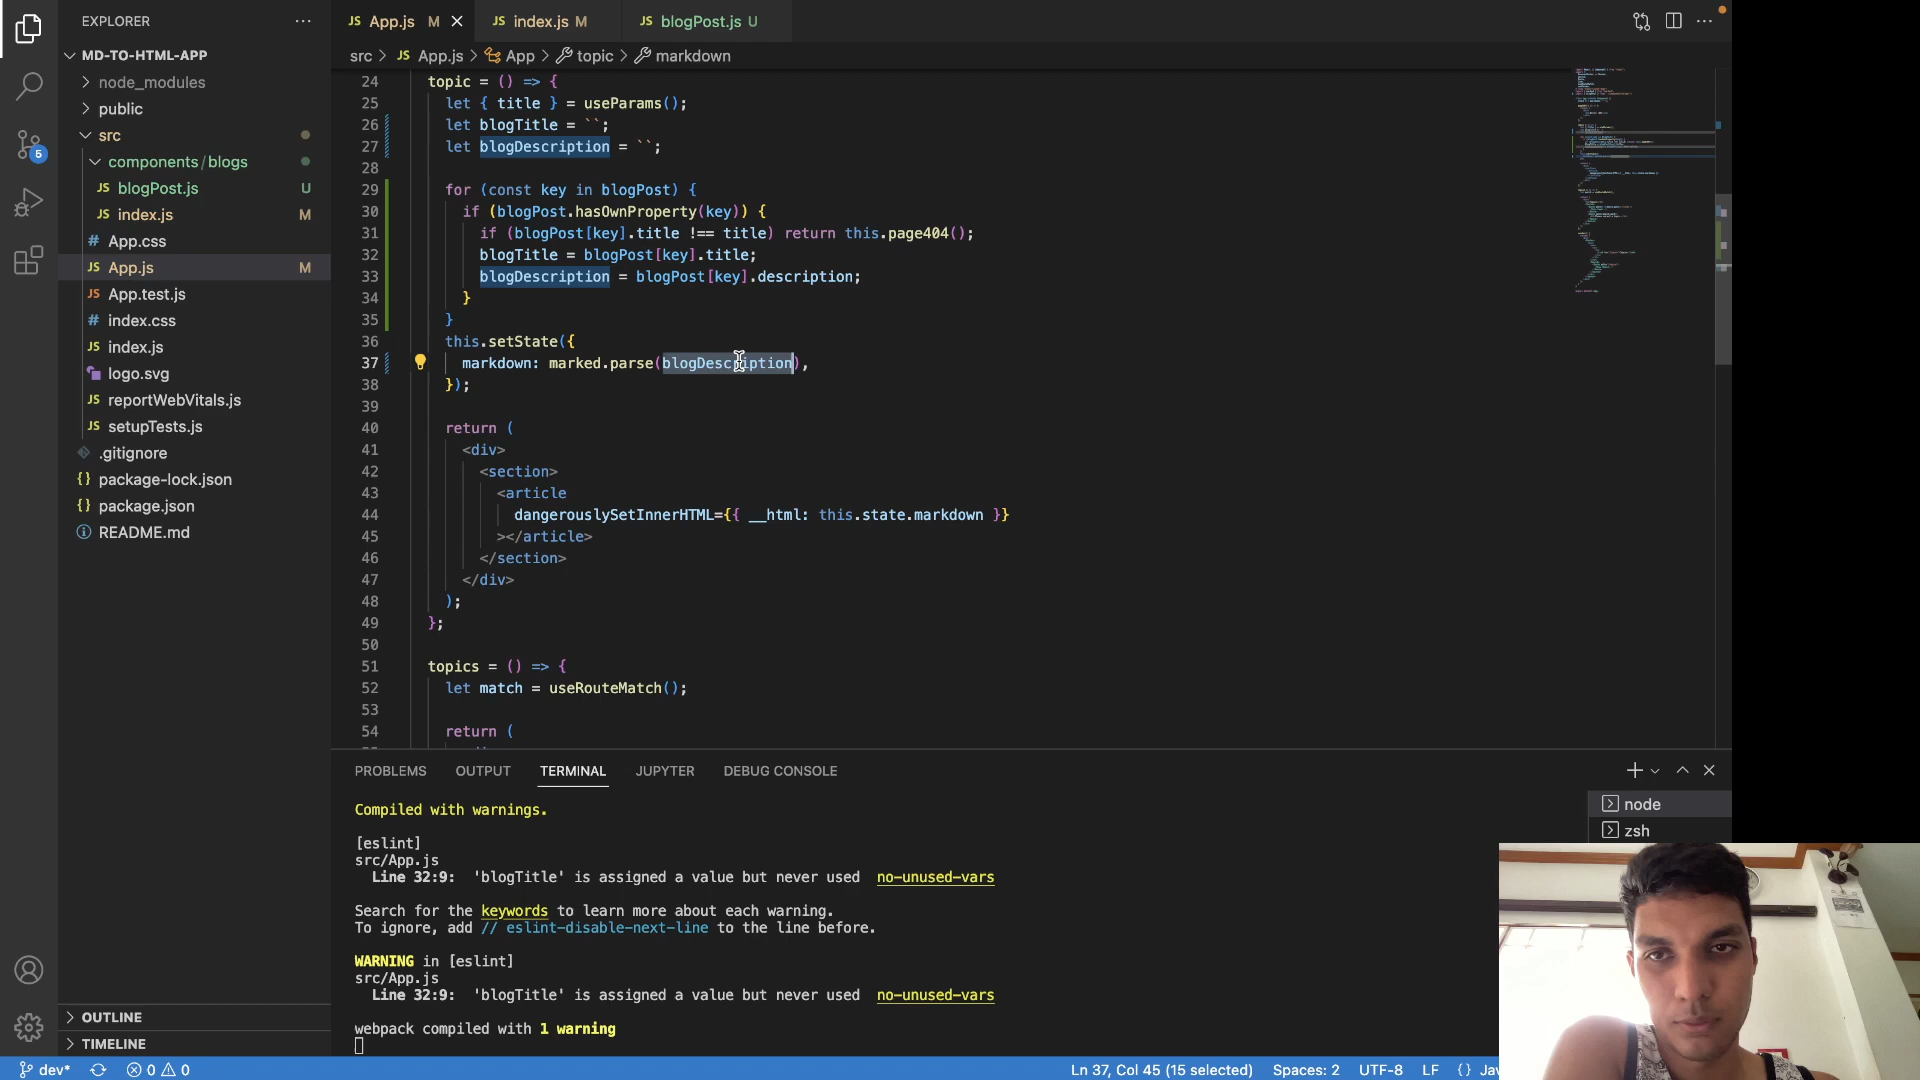 EXPLORER
MD-TO-HTML-APP
node_modules
public
src
components/blogs
JS blogPost.js U
JS index.js M
# App.css
JS App.js M
JS App.test.js
# index.css
JS index.js
logo.svg
JS reportWebVitals.js
JS setupTests.js
.gitignore
{} package-lock.json
{} package.json
README.md
OUTLINE
TIMELINE
5
JS App.js M
JS index.js M
JS blogPost.js U
src > JS App.js > App > topic > markdown
24 topic = () => {
25 let { title } = useParams();
26 let blogTitle = ``;
27 let blogDescription = ``;
28
29 for (const key in blogPost) {
30 if (blogPost.hasOwnProperty(key)) {
31 if (blogPost[key].title !== title) return this.page404();
32 blogTitle = blogPost[key].title;
33 blogDescription = blogPost[key].description;
34 }
35 }
36 this.setState({
37 markdown: marked.parse(blogDescription),
38 });
39
40 return (
41 <div>
42 <section>
43 <article
44 dangerouslySetInnerHTML={{ __html: this.state.markdown }}
45 ></article>
46 </section>
47 </div>
48 );
49 };
50
51 topics = () => {
52 let match = useRouteMatch();
53
54 return (
PROBLEMS OUTPUT TERMINAL JUPYTER DEBUG CONSOLE
node
zsh
Compiled with warnings.
[eslint]
src/App.js
Line 32:9: 'blogTitle' is assigned a value but never used no-unused-vars
Search for the keywords to learn more about each warning.
To ignore, add // eslint-disable-next-line to the line before.
WARNING in [eslint]
src/App.js
Line 32:9: 'blogTitle' is assigned a value but never used no-unused-vars
webpack compiled with 1 warning
dev* 0 0 Ln 37, Col 45 (15 selected) Spaces: 2 UTF-8 LF {}